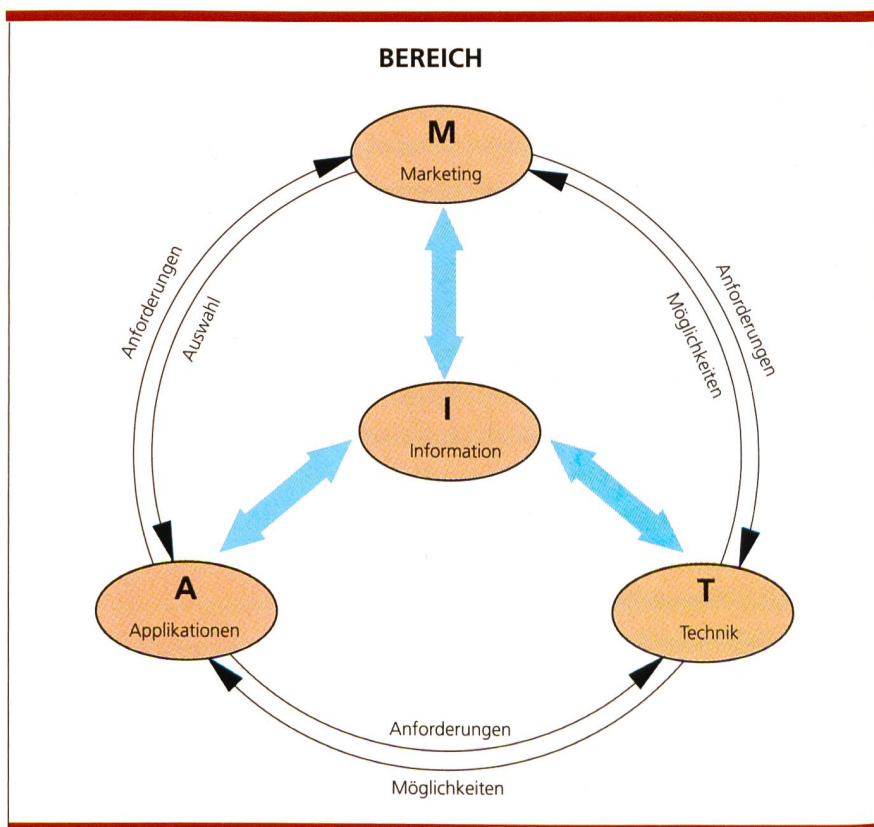 BEREICH
M
Marketing
Anforderungen
Auswahl
Anforderungen
Möglichkeiten
I
Information
A
Applikationen
T
Technik
Anforderungen
Möglichkeiten